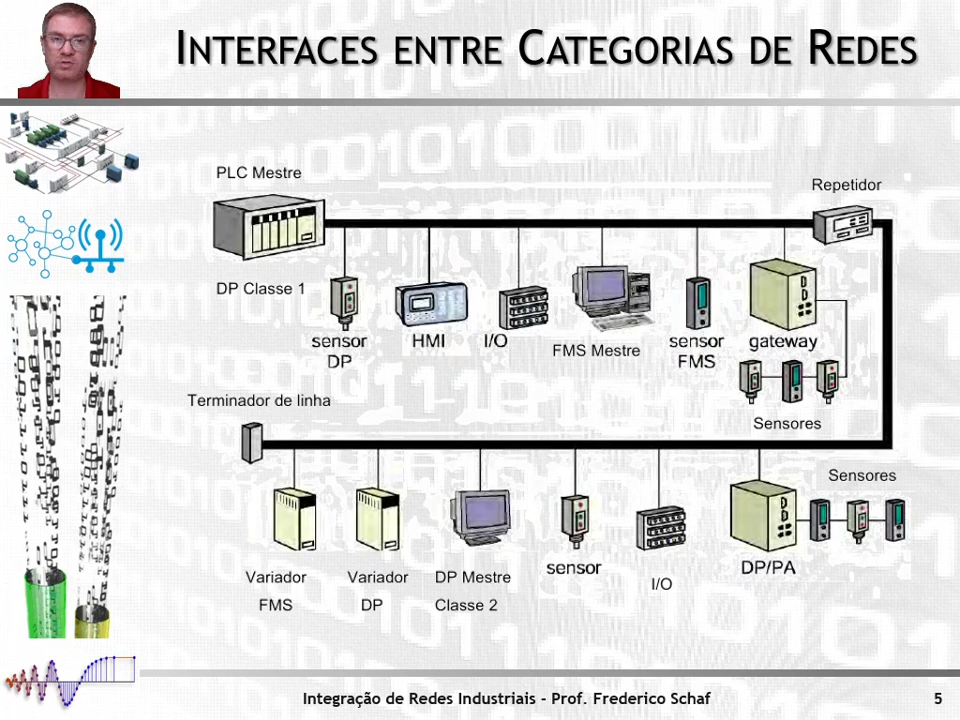 INTERFACES ENTRE CATEGORIAS DE REDES
PLC Mestre
Repetidor
DP Classe 1
sensor
DP
HMI
I/O
FMS Mestre
sensor
FMS
gateway
Terminador de linha
Sensores
Sensores
Variador
FMS
Variador
DP
DP Mestre
Classe 2
sensor
I/O
DP/PA
Integração de Redes Industriais - Prof. Frederico Schaf
5